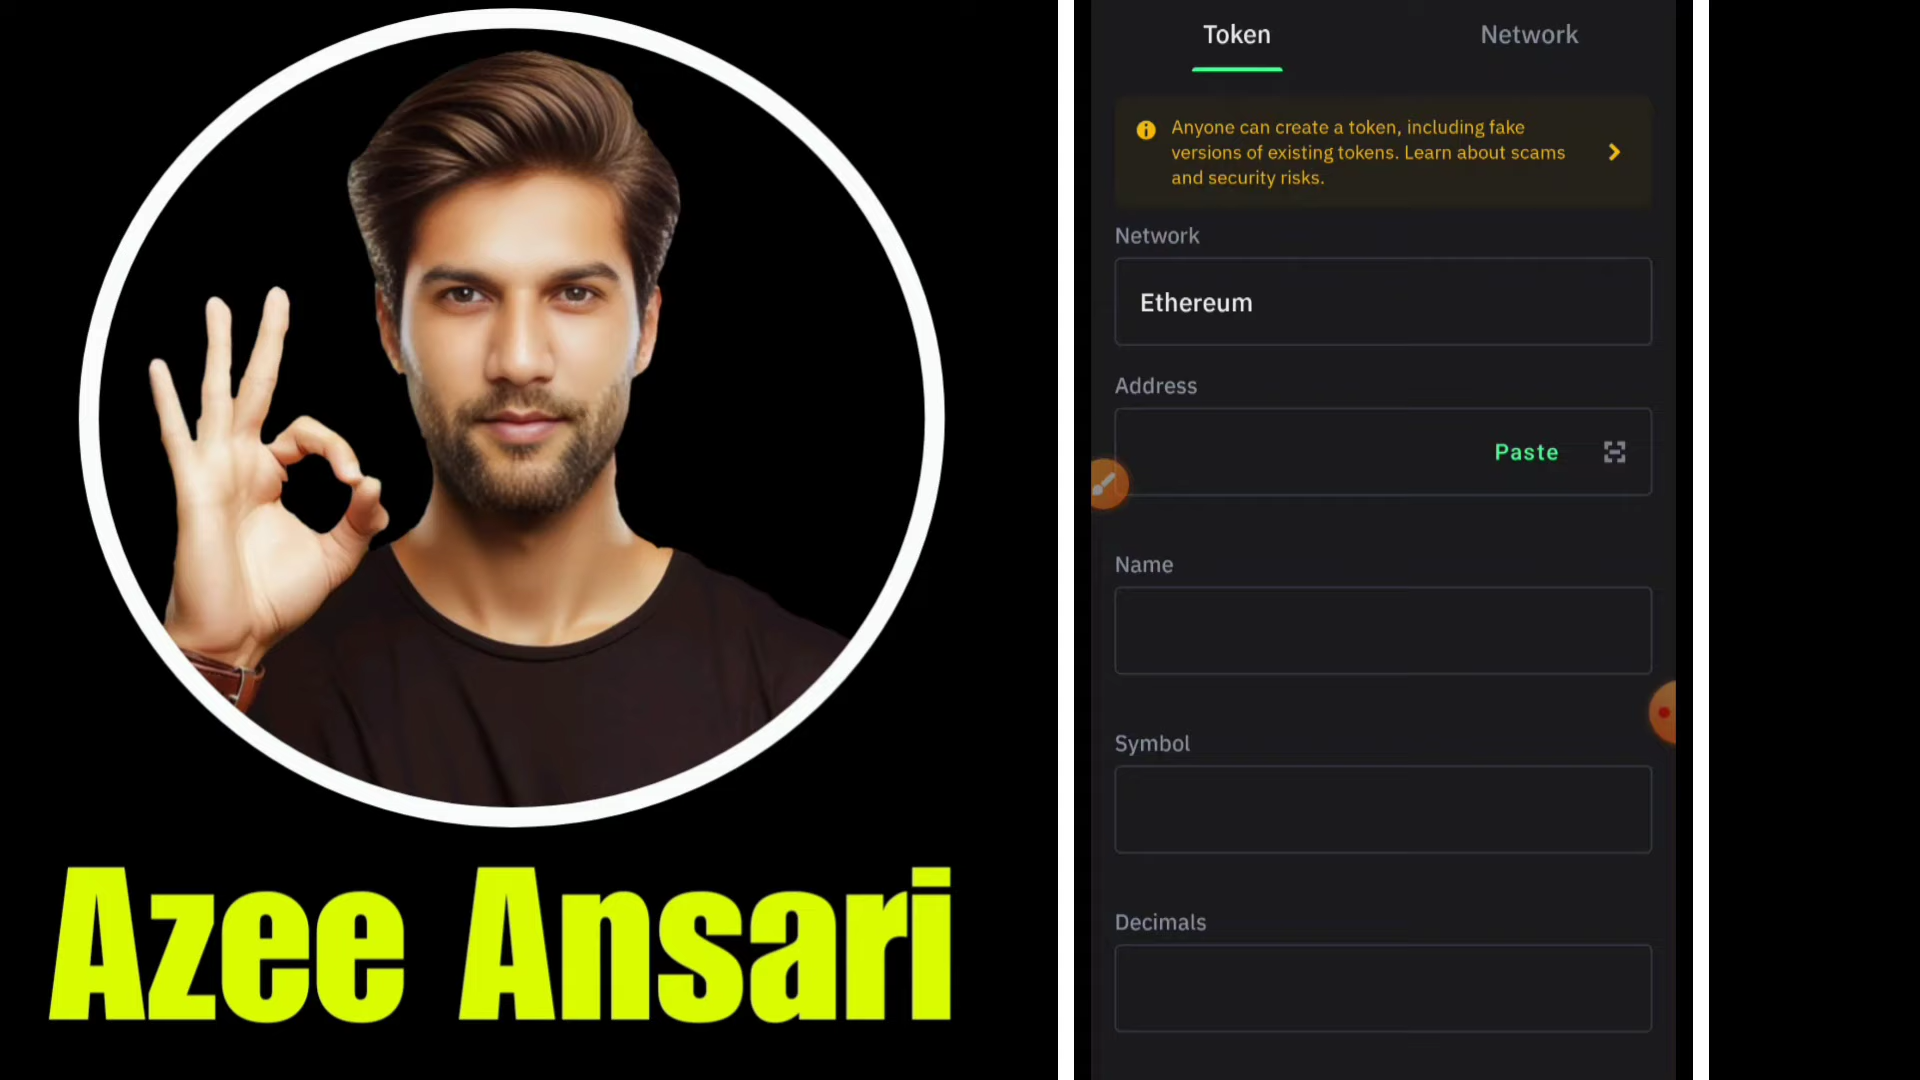 Azee Ansari
Token
Network
Anyone can create a token, including fake
versions of existing tokens. Learn about scams
and security risks.
Network
Ethereum
Address
Paste
Name
Symbol
Decimals